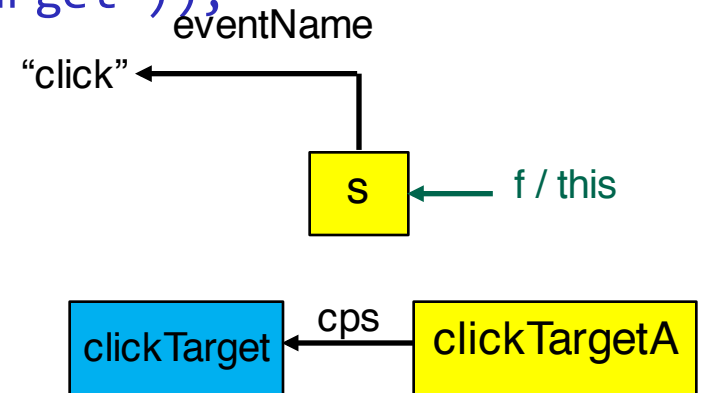 eventName
“click”
s
f / this
cps
clickTarget
clickTargetA